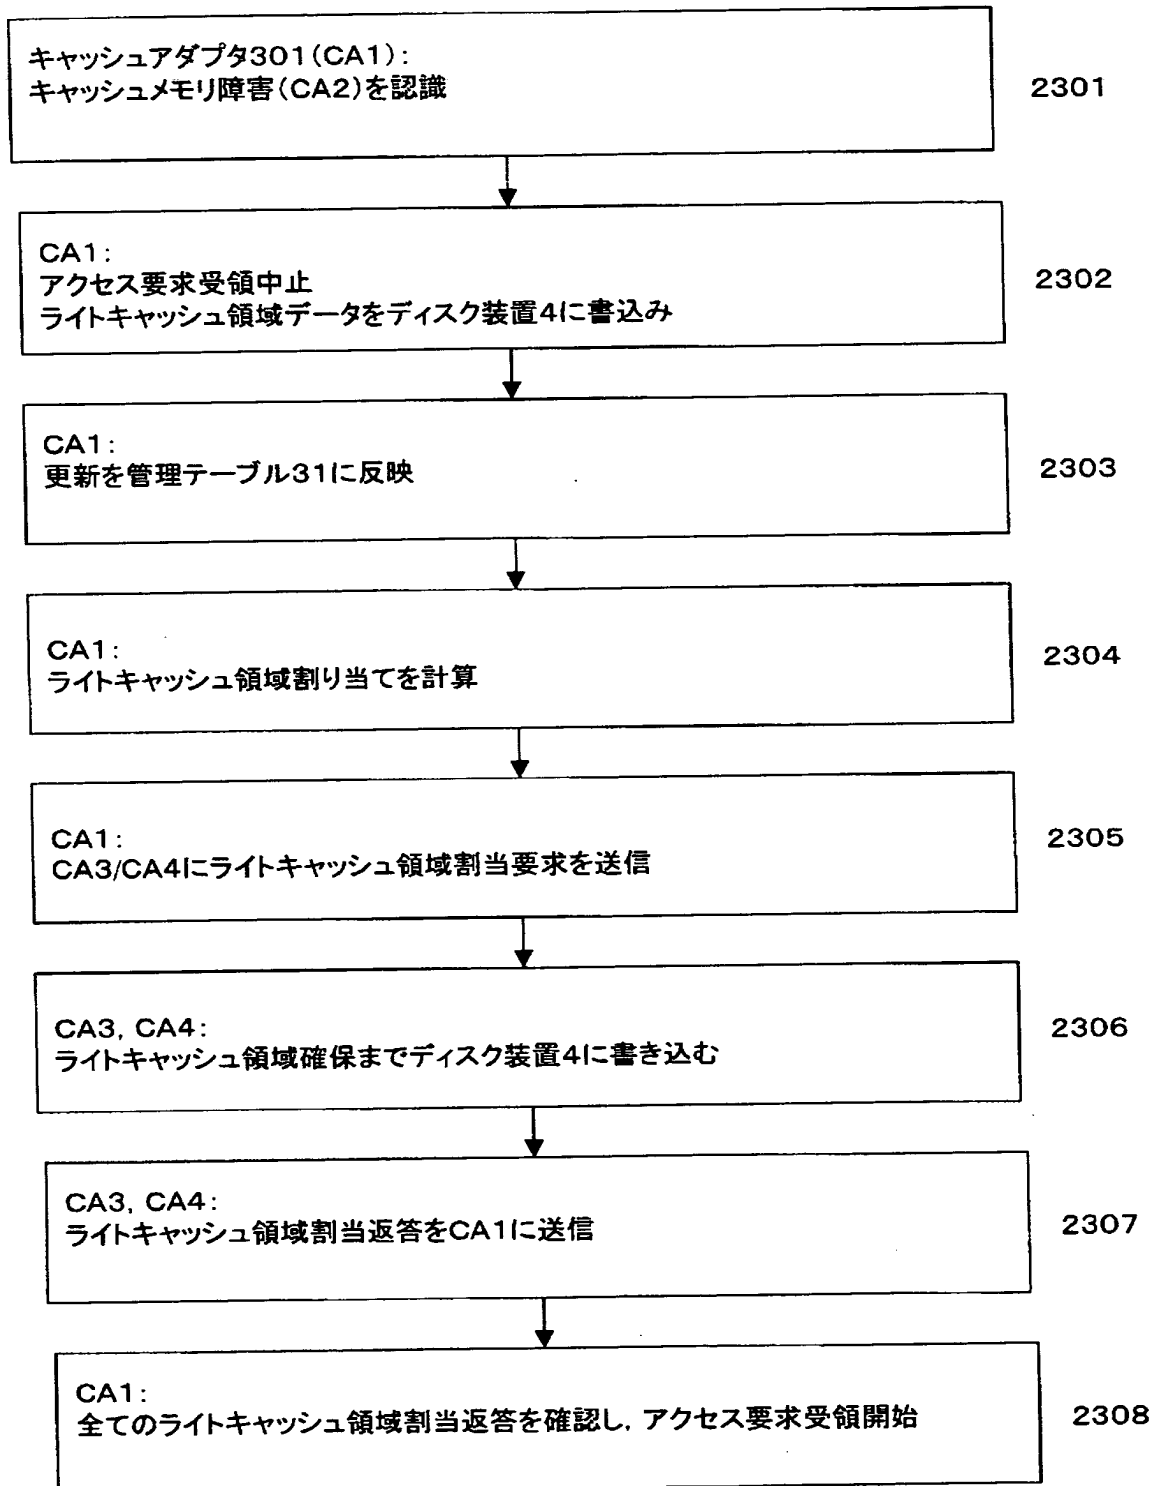 キャッシュアダプタ301(CA1):
キャッシュメモリ障害(CA2)を認識
2301
CA1:
アクセス要求受領中止
ライトキャッシュ領域データをディスク装置4に書込み
2302
CA1:
更新を管理テーブル31に反映
2303
CA1:
ライトキャッシュ領域割り当てを計算
2304
CA1:
CA3/CA4にライトキャッシュ領域割当要求を送信
2305
CA3, CA4:
ライトキャッシュ領域確保までディスク装置4に書き込む
2306
CA3, CA4:
ライトキャッシュ領域割当返答をCA1に送信
2307
CA1:
全てのライトキャッシュ領域割当返答を確認し, アクセス要求受領開始
2308